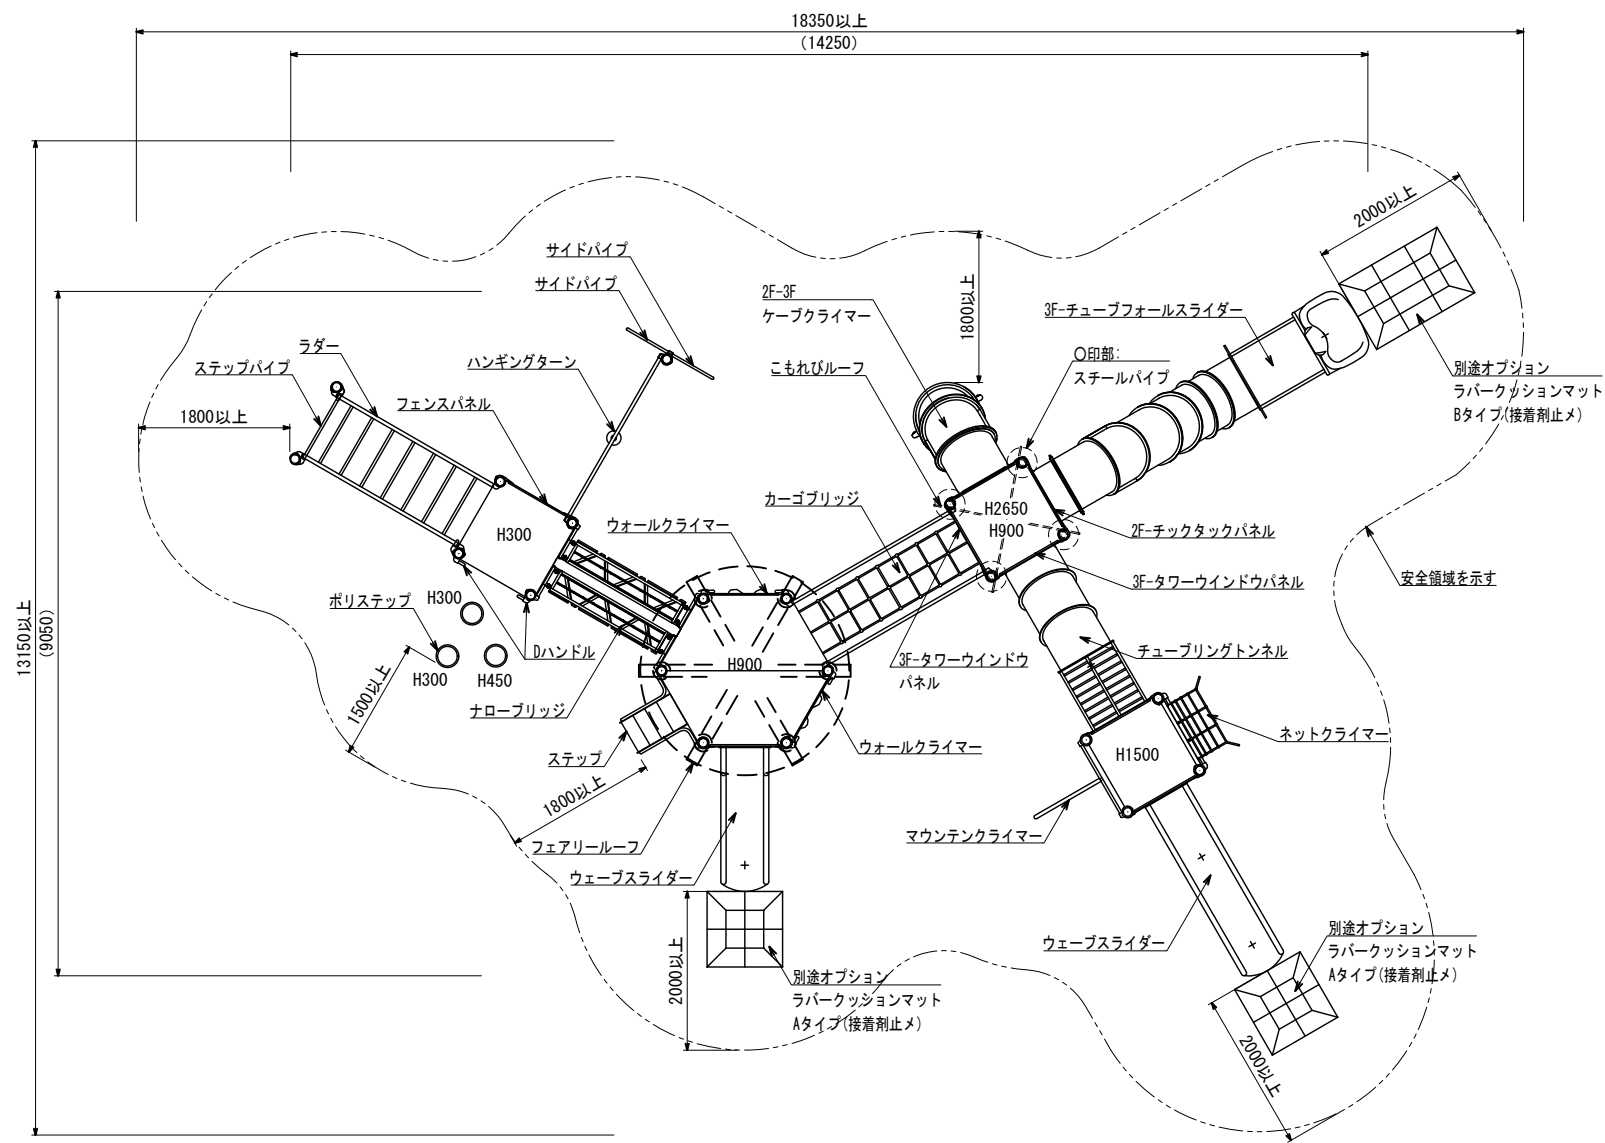 18350以上
(14250)
13150以上
(9050)
2000以上
サイドパイプ
サイドパイプ
2F-3F
ケーブクライマー
1800以上
3F-チューブフォールスライダー
ラダー
ステップパイプ
ハンギングターン
こもれびルーフ
○印部:
スチールパイプ
別途オプション
ラバークッションマット
Bタイプ(接着剤止メ)
1800以上
フェンスパネル
カーゴブリッジ
H2650
H900
H300
ウォールクライマー
2F-チックタックパネル
3F-タワーウインドウパネル
安全領域を示す
ポリステップ
H300
H300
H450
Dハンドル
H900
3F-タワーウインドウ
パネル
チューブリングトンネル
1500以上
ナローブリッジ
ステップ
ウォールクライマー
ネットクライマー
H1500
1800以上
フェアリールーフ
マウンテンクライマー
ウェーブスライダー
ウェーブスライダー
別途オプション
ラバークッションマット
Aタイプ(接着剤止メ)
2000以上
別途オプション
ラバークッションマット
Aタイプ(接着剤止メ)
2000以上